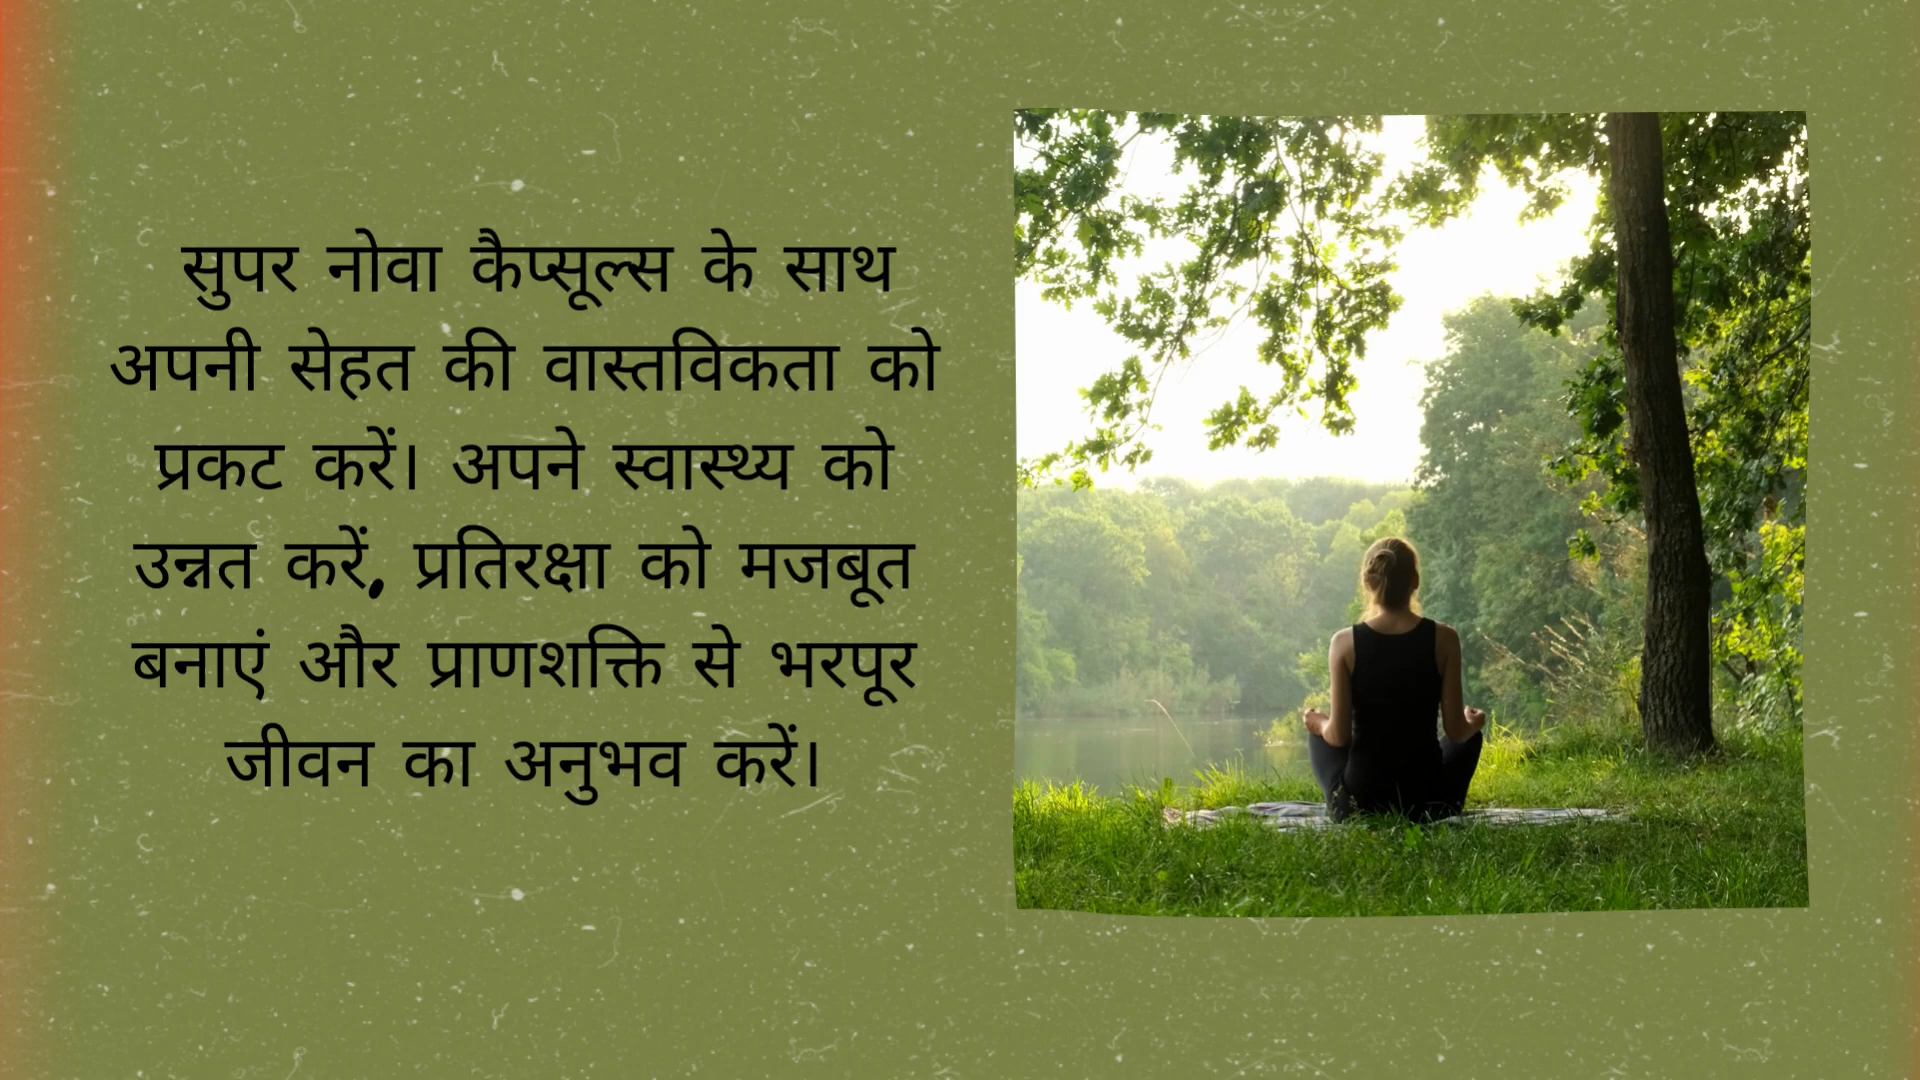 सुपर नोवा कैप्सूल्स के साथ
अपनी सेहत की वास्तविकता को
प्रकट करें। अपने स्वास्थ्य को
उन्नत करें, प्रतिरक्षा को मजबूत
बनाएं और प्राणशक्ति से भरपूर
जीवन का अनुभव करें।